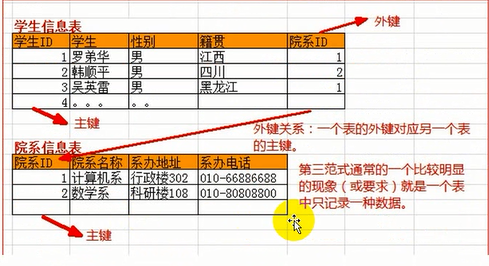 学生信息表
外键
学生ID 学生 性别 籍贯 院系ID
1 罗弟华 男 江西 1
2 韩顺平 男 四川 2
3 吴英雷 男 黑龙江 1
4 。。。 。。
主键
外键关系:一个表的外键对应另一个表
的主键。
院系信息表
院系ID 院系名称 系办地址 系办电话
1 计算机系 行政楼302 010-66886688
2 数学系 科研楼108 010-80808800
第三范式通常的一个比较明显
的现象(或要求)就是一个表
中只记录一种数据。
主键